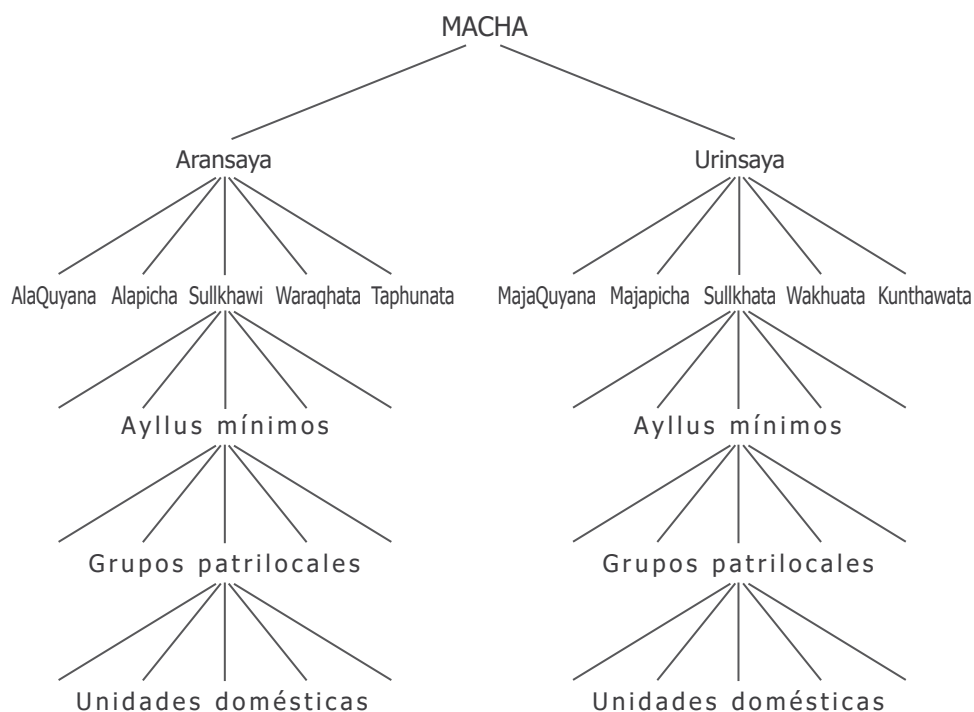 MACHA
Aransaya Urinsaya
AlaQuyana Alapicha Sullkhawi Waraqhata Taphunata MajaQuyana Majapicha Sullkhata Wakhuata Kunthawata
Ayllus mínimos Ayllus mínimos
Grupos patrilocales Grupos patrilocales
Unidades domésticas Unidades domésticas